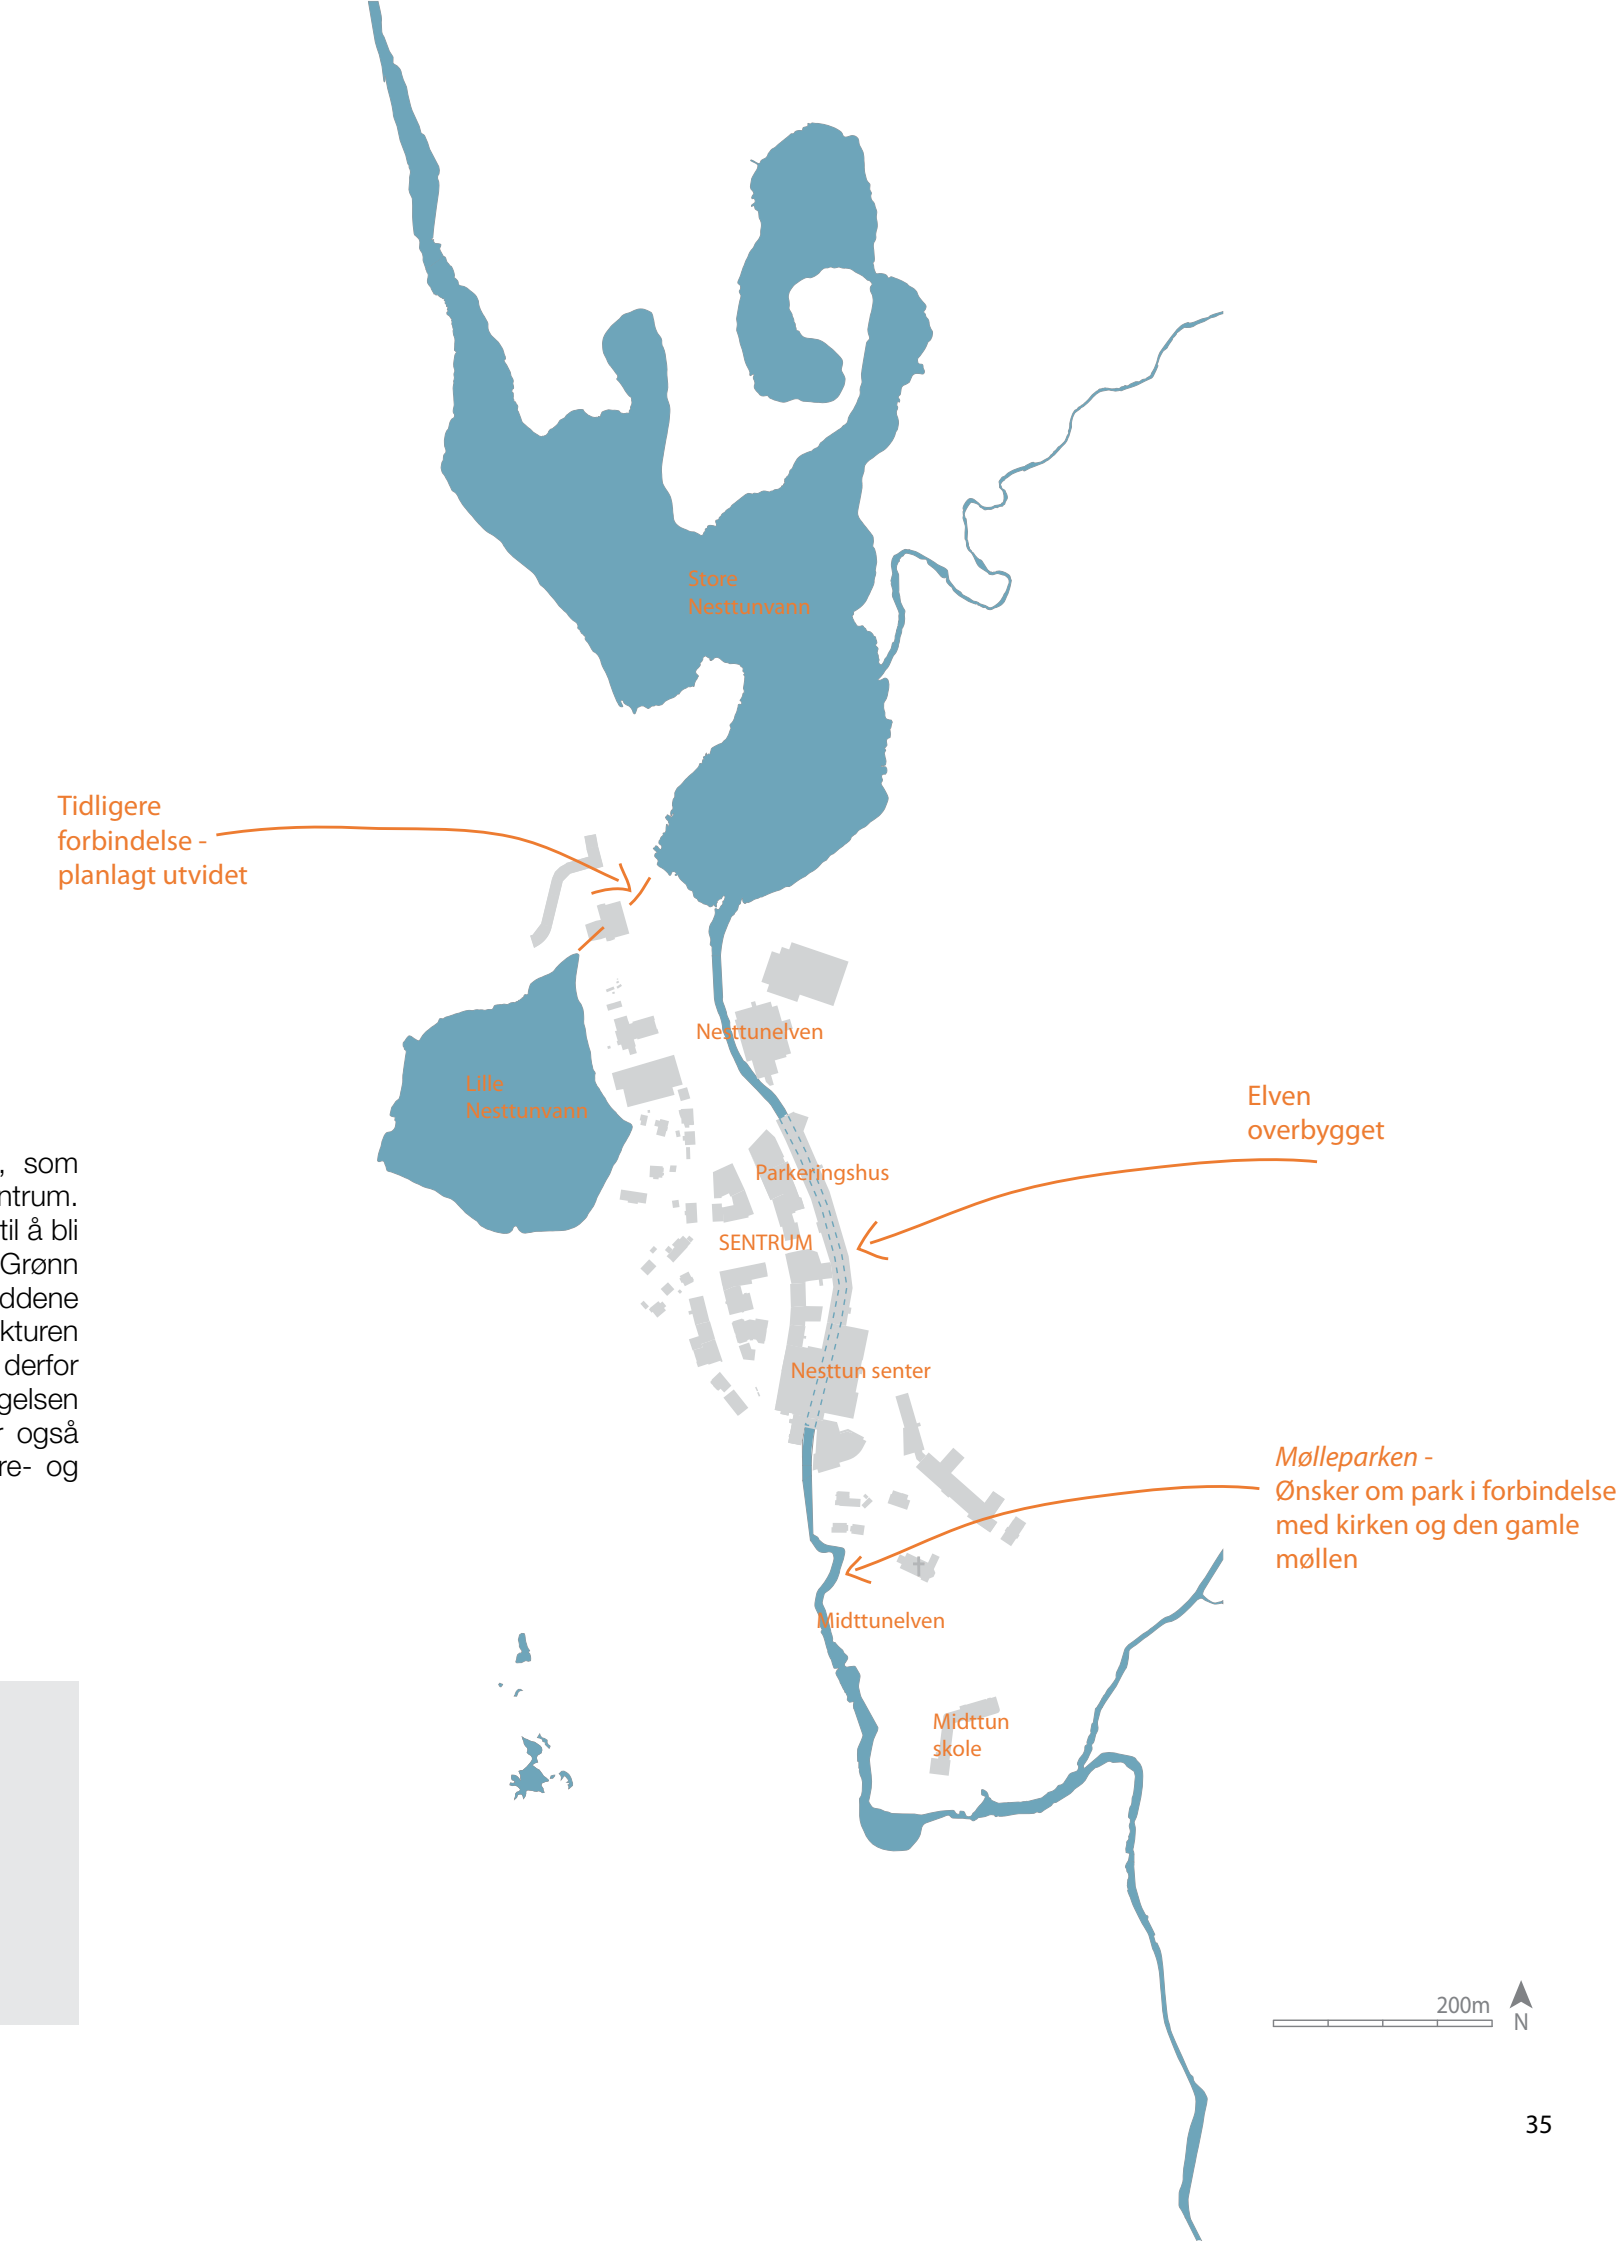 Store
Nesttunvann
Tidligere
forbindelse -
planlagt utvidet
Nesttunelven
Lille
Nesttunvann
Elven
overbygget
, som
ntrum.
til å bli
Grønn
ddene
kturen
derfor
gelsen
også
re- og
Parkeringshus
SENTRUM
Nesttun senter
Mølleparken -
Ønsker om park i forbindelse
med kirken og den gamle
møllen
Midttunelven
Midttun
skole
200m
N
35